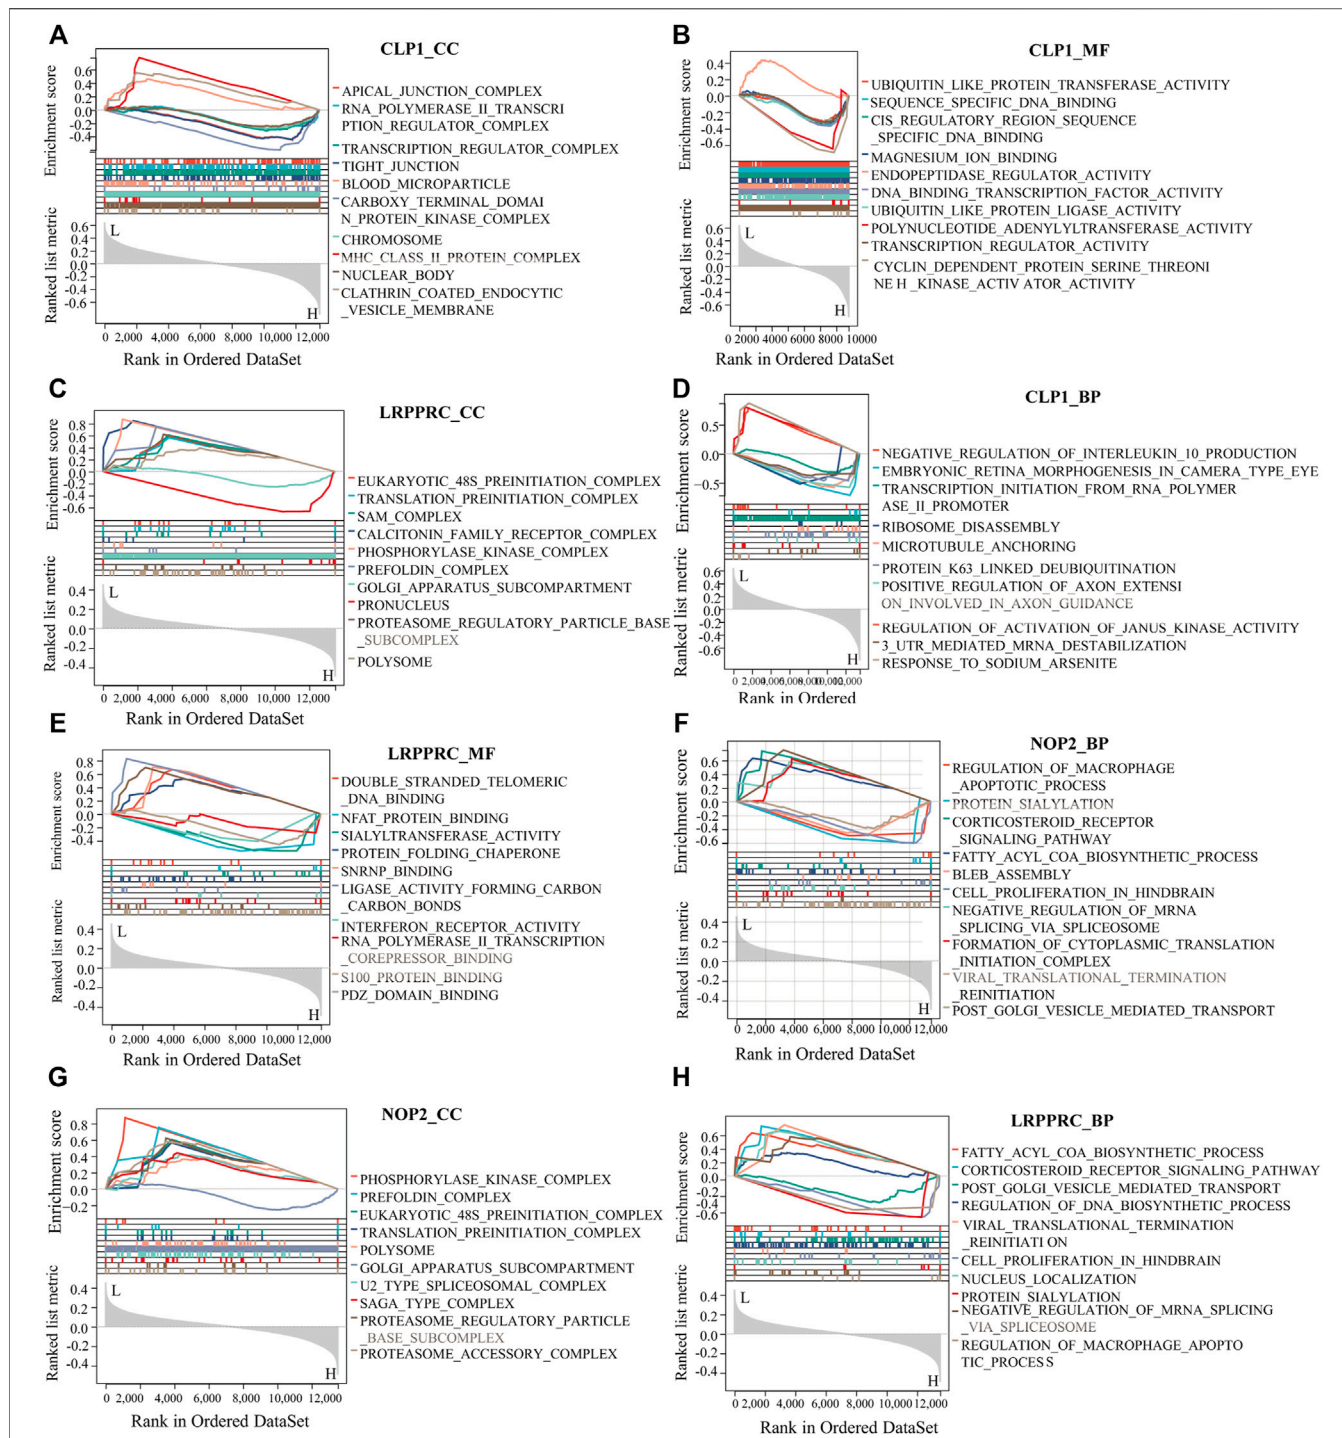 A
CLP1_CC
Enrichment score
0.6
0.4
0.2
0
-0.2
-0.4
Ranked list metric
0.6
0.4
0.2
0.0
-0.2
-0.4
-0.6
L
H
0 2,000 4,000 6,000 8,000 10,000 12,000
Rank in Ordered DataSet
APICAL_JUNCTION_COMPLEX
RNA_POLYMERASE_II_TRANSCRI
PTION_REGULATOR_COMPLEX
TRANSCRIPTION_REGULATOR_COMPLEX
TIGHT_JUNCTION
BLOOD_MICROPARTICLE
CARBOXY_TERMINAL_DOMAI
N_PROTEIN_KINASE_COMPLEX
CHROMOSOME
MHC_CLASS_II_PROTEIN_COMPLEX
NUCLEAR_BODY
CLATHRIN_COATED_ENDOCYTIC
_VESICLE_MEMBRANE
B
CLP1_MF
Enrichment score
0.4
0.2
0.0
-0.2
-0.4
-0.6
Ranked list metric
0.6
0.4
0.2
0.0
-0.2
-0.4
-0.6
L
H
0 2000 4000 6000 8000 10000
Rank in Ordered DataSet
UBIQUITIN_LIKE_PROTEIN_TRANSFERASE_ACTIVITY
SEQUENCE_SPECIFIC_DNA_BINDING
CIS_REGULATORY_REGION_SEQUENCE
_SPECIFIC_DNA_BINDING
MAGNESIUM_ION_BINDING
ENDOPEPTIDASE_REGULATOR_ACTIVITY
DNA_BINDING_TRANSCRIPTION_FACTOR_ACTIVITY
UBIQUITIN_LIKE_PROTEIN_LIGASE_ACTIVITY
POLYNUCLEOTIDE_ADENYLYLTRANSFERASE_ACTIVITY
TRANSCRIPTION_REGULATOR_ACTIVITY
CYCLIN_DEPENDENT_PROTEIN_SERINE_THREONI
NE H_KINASE_ACTIV ATOR_ACTIVITY
C
LRPPRC_CC
Enrichment score
0.8
0.6
0.4
0.2
0.0
-0.2
-0.4
-0.6
Ranked list metric
0.4
0.2
0.0
-0.2
-0.4
L
H
0 2,000 4,000 6,000 8,000 10,000 12,000
Rank in Ordered DataSet
EUKARYOTIC_48S_PREINITIATION_COMPLEX
TRANSLATION_PREINITIATION_COMPLEX
SAM_COMPLEX
CALCITONIN_FAMILY_RECEPTOR_COMPLEX
PHOSPHORYLASE_KINASE_COMPLEX
PREFOLDIN_COMPLEX
GOLGI_APPARATUS_SUBCOMPARTMENT
PRONUCLEUS
PROTEASOME_REGULATORY_PARTICLE_BASE
_SUBCOMPLEX
POLYSOME
D
CLP1_BP
Enrichment score
0.5
0.0
-0.5
Ranked list metric
0.6
0.4
0.2
0.0
-0.2
-0.4
-0.6
L
H
0 2,0004,0006,0008,00010,00012,000
Rank in Ordered
NEGATIVE_REGULATION_OF_INTERLEUKIN_10_PRODUCTION
EMBRYONIC_RETINA_MORPHOGENESIS_IN_CAMERA_TYPE_EYE
TRANSCRIPTION_INITIATION_FROM_RNA_POLYMER
ASE_II_PROMOTER
RIBOSOME_DISASSEMBLY
MICROTUBULE_ANCHORING
PROTEIN_K63_LINKED_DEUBIQUITINATION
POSITIVE_REGULATION_OF_AXON_EXTENSI
ON_INVOLVED_IN_AXON_GUIDANCE
REGULATION_OF_ACTIVATION_OF_JANUS_KINASE_ACTIVITY
3_UTR_MEDIATED_MRNA_DESTABILIZATION
RESPONSE_TO_SODIUM_ARSENITE
E
LRPPRC_MF
Enrichment score
0.8
0.6
0.4
0.2
0.0
-0.2
-0.4
Ranked list metric
0.4
0.2
0.0
-0.2
-0.4
L
H
0 2,000 4,000 6,000 8,000 10,000 12,000
Rank in Ordered DataSet
DOUBLE_STRANDED_TELOMERIC
_DNA_BINDING
NFAT_PROTEIN_BINDING
SIALYLTRANSFERASE_ACTIVITY
PROTEIN_FOLDING_CHAPERONE
SNRNP_BINDING
LIGASE_ACTIVITY_FORMING_CARBON
_CARBON_BONDS
INTERFERON_RECEPTOR_ACTIVITY
RNA_POLYMERASE_II_TRANSCRIPTION
_COREPRESSOR_BINDING
S100_PROTEIN_BINDING
PDZ_DOMAIN_BINDING
F
NOP2_BP
Enrichment score
0.8
0.6
0.4
0.2
0.0
-0.2
-0.4
-0.6
Ranked list metric
0.4
0.2
0.0
-0.2
-0.4
L
H
0 2,000 4,000 6,000 8,000 10,000 12,000
Rank in Ordered DataSet
REGULATION_OF_MACROPHAGE
_APOPTOTIC_PROCESS
PROTEIN_SIALYLATION
CORTICOSTEROID_RECEPTOR
_SIGNALING_PATHWAY
FATTY_ACYL_COA_BIOSYNTHETIC_PROCESS
BLEB_ASSEMBLY
CELL_PROLIFERATION_IN_HINDBRAIN
NEGATIVE_REGULATION_OF_MRNA
_SPLICING_VIA_SPLICEOSOME
FORMATION_OF_CYTOPLASMIC_TRANSLATION
_INITIATION_COMPLEX
VIRAL_TRANSLATIONAL_TERMINATION
_REINITIATION
POST_GOLGI_VESICLE_MEDIATED_TRANSPORT
G
NOP2_CC
Enrichment score
0.8
0.6
0.4
0.2
0.00
-0.2
Ranked list metric
0.4
0.2
0.0
-0.2
-0.4
L
H
0 2,000 4,000 6,000 8,000 10,000 12,000
Rank in Ordered DataSet
PHOSPHORYLASE_KINASE_COMPLEX
PREFOLDIN_COMPLEX
EUKARYOTIC_48S_PREINITIATION_COMPLEX
TRANSLATION_PREINITIATION_COMPLEX
POLYSOME
GOLGI_APPARATUS_SUBCOMPARTMENT
U2_TYPE_SPLICEOSOMAL_COMPLEX
SAGA_TYPE_COMPLEX
PROTEASOME_REGULATORY_PARTICLE
_BASE_SUBCOMPLEX
PROTEASOME_ACCESSORY_COMPLEX
H
LRPPRC_BP
Enrichment score
0.6
0.4
0.2
0.0
-0.2
-0.4
-0.6
Ranked list metric
0.4
0.2
0.0
-0.2
-0.4
L
H
0 2,000 4,000 6,000 8,000 10,000 12,000
Rank in Ordered DataSet
FATTY_ACYL_COA_BIOSYNTHETIC_PROCESS
CORTICOSTEROID_RECEPTOR_SIGNALING_PATHWAY
POST_GOLGI_VESICLE_MEDIATED_TRANSPORT
REGULATION_OF_DNA_BIOSYNTHETIC_PROCESS
VIRAL_TRANSLATIONAL_TERMINATION
_REINITIATI ON
CELL_PROLIFERATION_IN_HINDBRAIN
NUCLEUS_LOCALIZATION
PROTEIN_SIALYLATION
NEGATIVE_REGULATION_OF_MRNA_SPLICING
_VIA_SPLICEOSOME
REGULATION_OF_MACROPHAGE_APOPTO
TIC_PROCES S